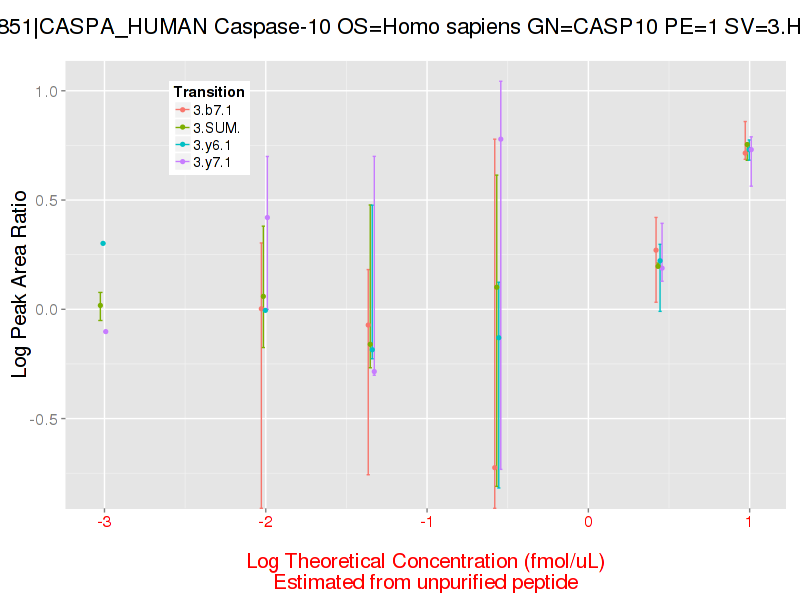 851|CASPA_HUMAN Caspase-10 OS=Homo sapiens GN=CASP10 PE=1 SV=3.H
Log Peak Area Ratio
1.0
0.5
0.0
-0.5
Transition
3.b7.1
3.SUM.
3.y6.1
3.y7.1
-3 -2 -1 0 1
Log Theoretical Concentration (fmol/uL)
Estimated from unpurified peptide